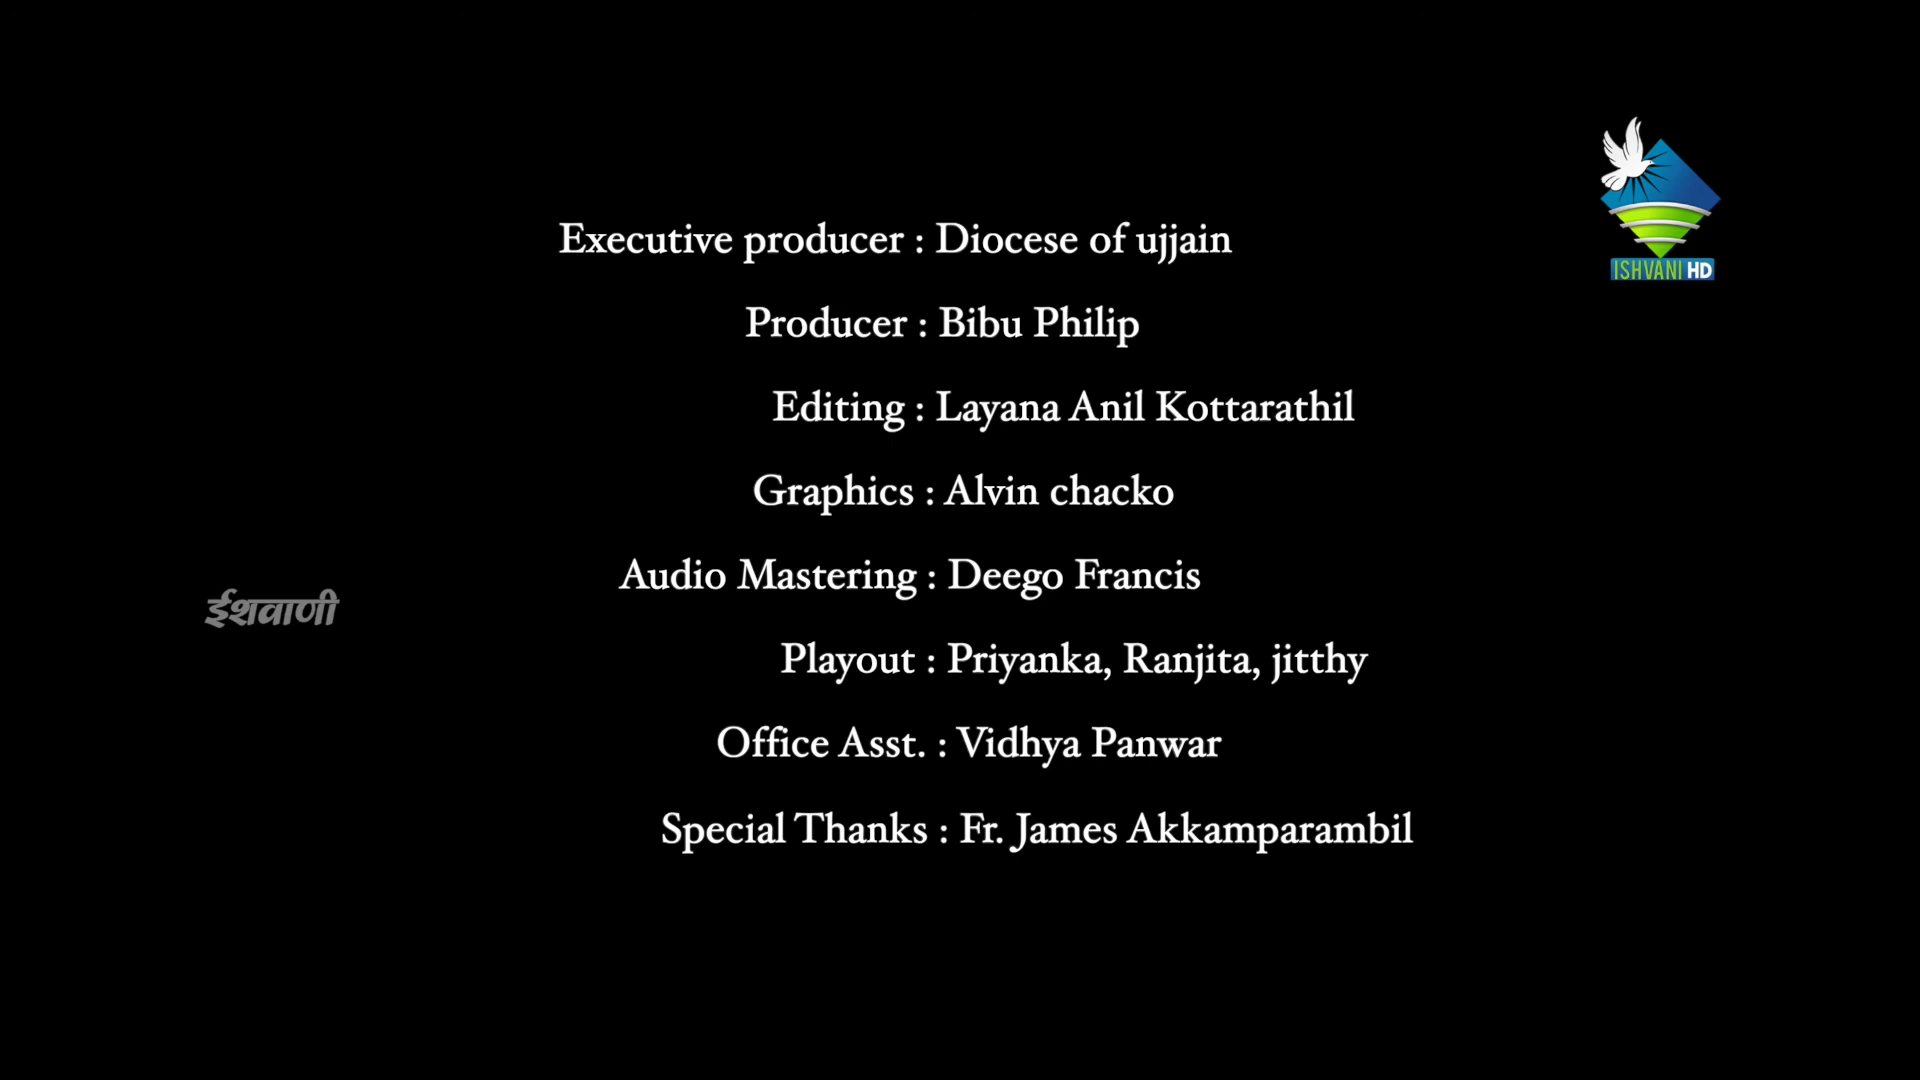 ISHVANI HD
Executive producer : Diocese of ujjain
Producer : Bibu Philip
Editing : Layana Anil Kottarathil
Graphics : Alvin chacko
Audio Mastering : Deego Francis
ईशवाणी
Playout : Priyanka, Ranjita, jitthy
Office Asst. : Vidhya Panwar
Special Thanks : Fr. James Akkamparambil